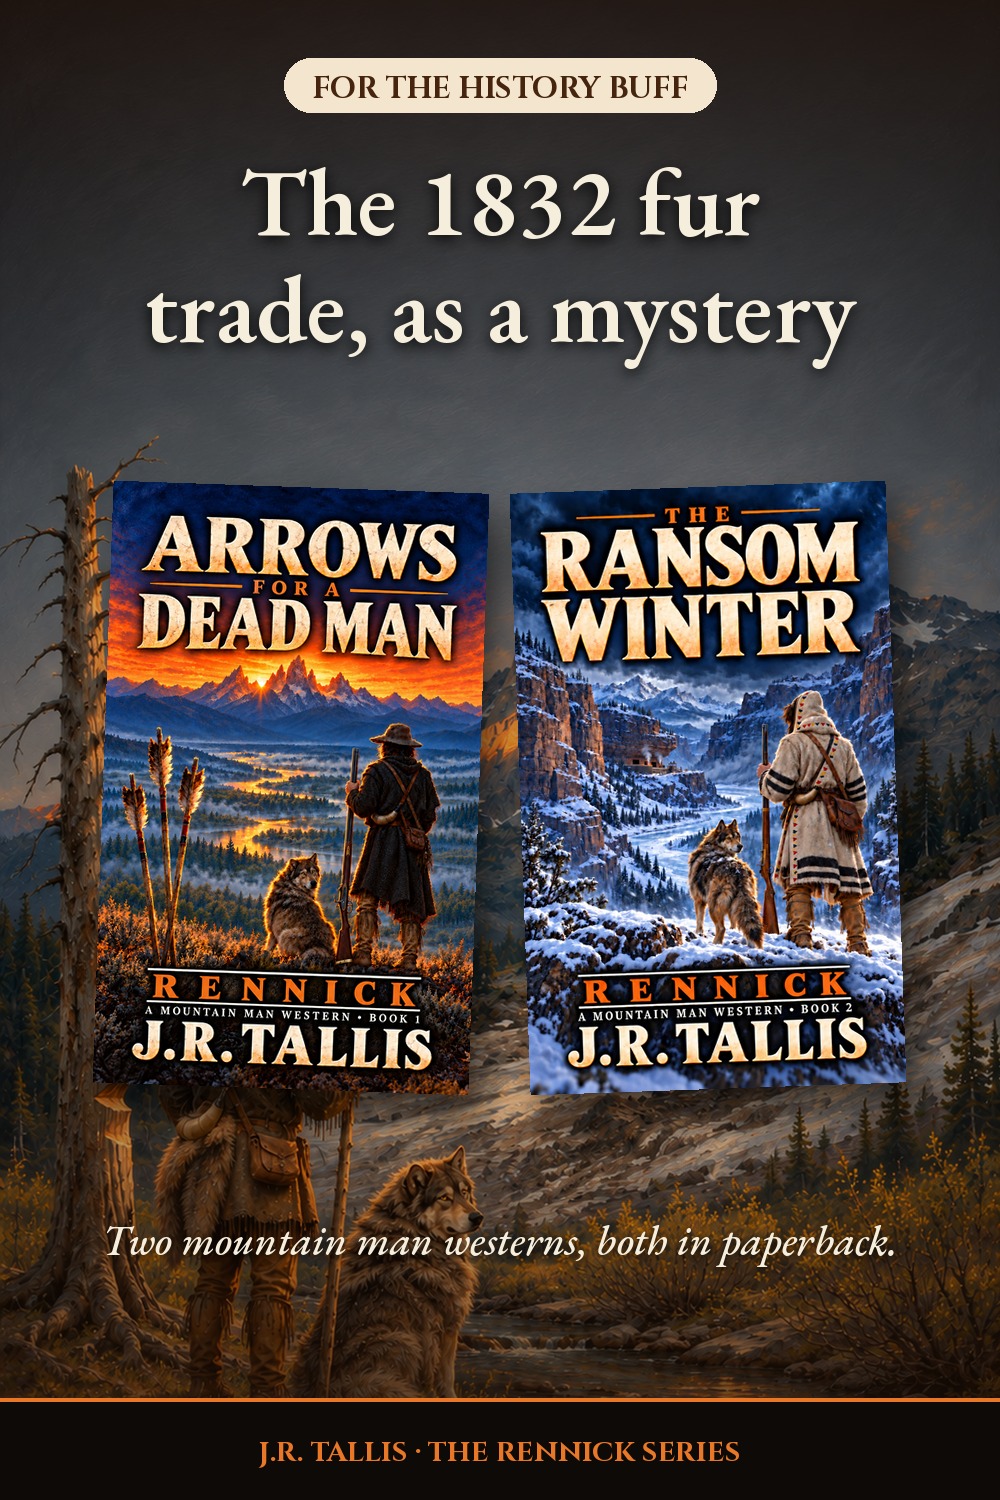 FOR THE HISTORY BUFF
The 1832 fur
trade, as a mystery
ARROWS
FOR A
DEAD MAN
RENNICK
A MOUNTAIN MAN WESTERN • BOOK 1
J.R. TALLIS
THE
RANSOM
WINTER
RENNICK
A MOUNTAIN MAN WESTERN • BOOK 2
J.R. TALLIS
Two mountain man westerns, both in paperback.
J.R. TALLIS · THE RENNICK SERIES